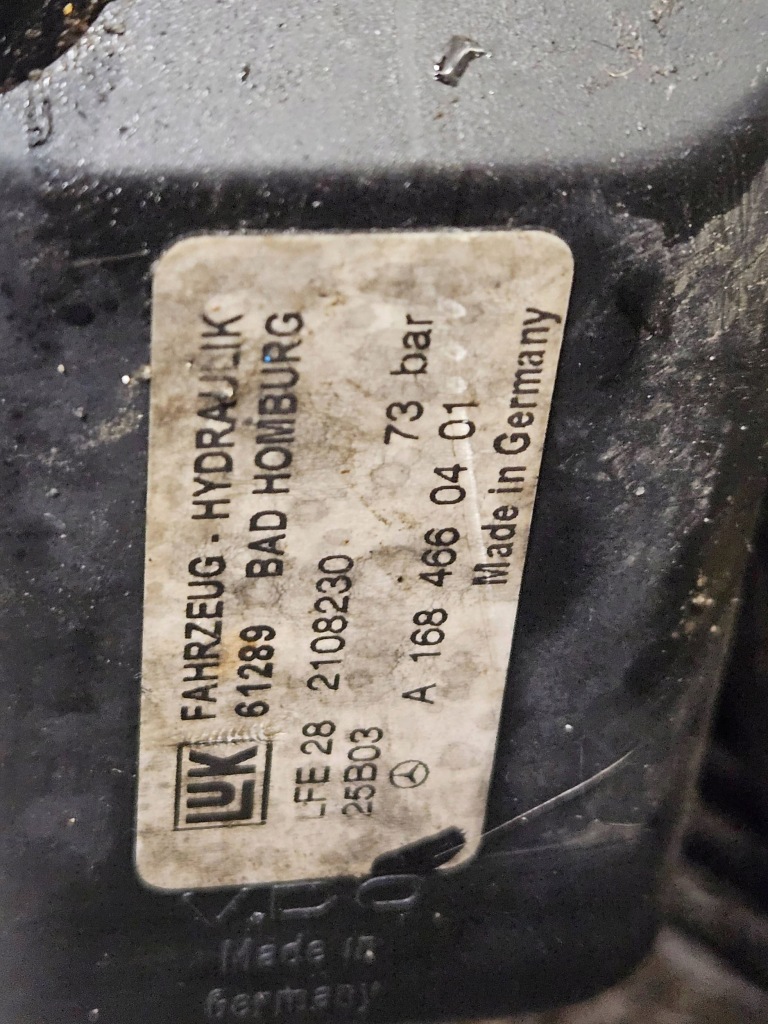 LUK FAHRZEUG - HYDRAULIK
61289 BAD HOMBURG
LFE 28 2108230
25B03 73 bar
A 168 466 04 01
Made in Germany
VDO
Made in
Germany